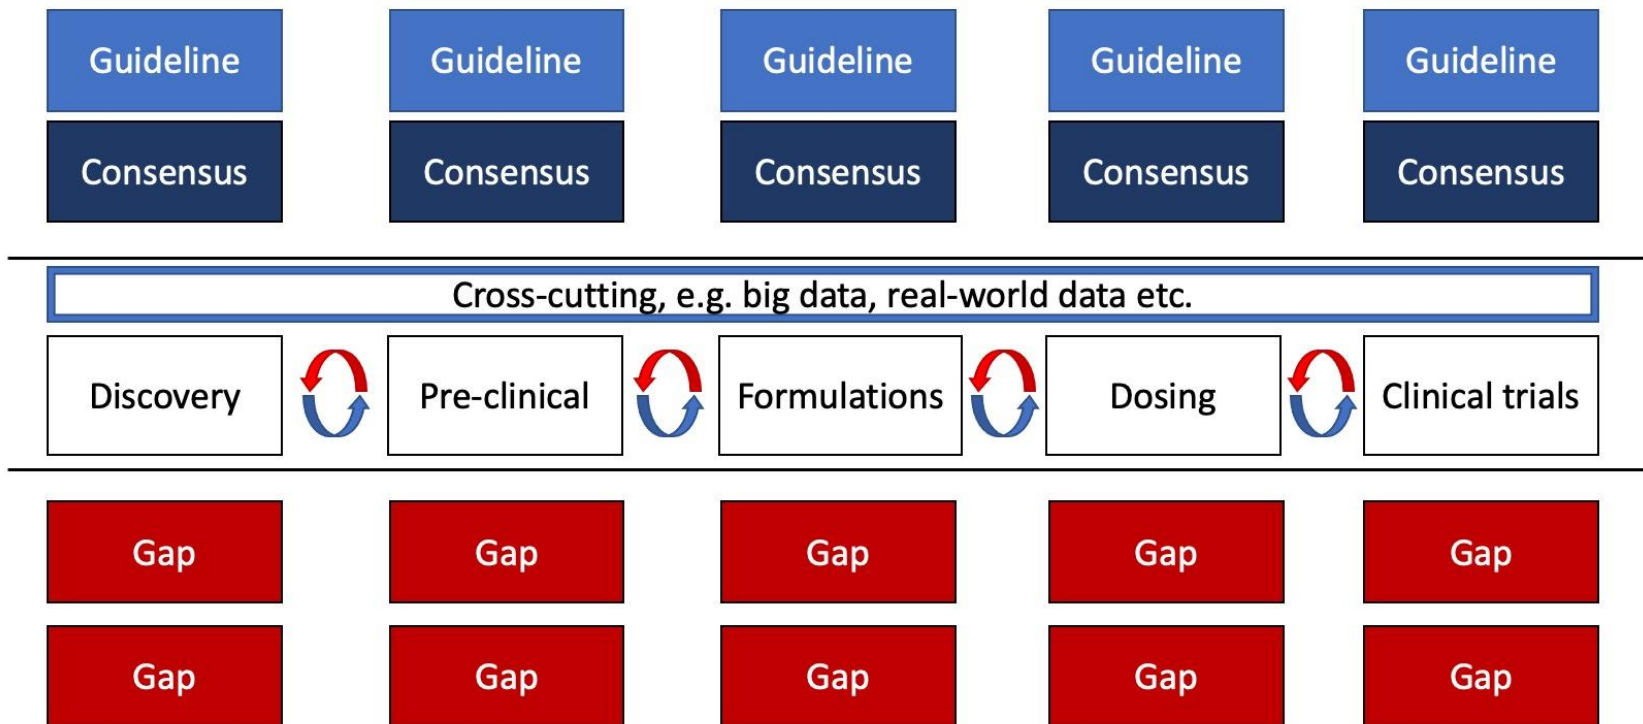 Guideline Guideline Guideline Guideline Guideline
Consensus Consensus Consensus Consensus Consensus
Cross-cutting, e.g. big data, real-world data etc.
Discovery Pre-clinical Formulations Dosing Clinical trials
Gap Gap Gap Gap Gap
Gap Gap Gap Gap Gap